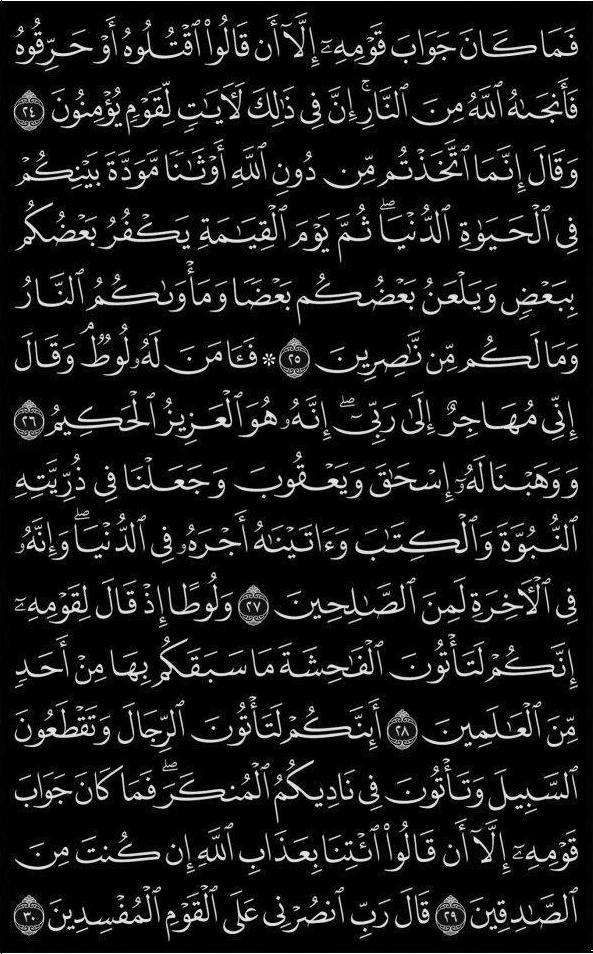 فَمَا كَانَ جَوَابَ قَوْمِهِۦٓ إِلَّآ أَن قَالُوا۟ ٱقْتُلُوهُ أَوْ حَرِّقُوهُ
فَأَنجَىٰهُ ٱللَّهُ مِنَ ٱلنَّارِ ۚ إِنَّ فِى ذَٰلِكَ لَـَٔايَـٰتٍ لِّقَوْمٍ يُؤْمِنُونَ ٢٤
وَقَالَ إِنَّمَا ٱتَّخَذْتُم مِّن دُونِ ٱللَّهِ أَوْثَـٰنًا مَّوَدَّةَ بَيْنِكُمْ
فِى ٱلْحَيَوٰةِ ٱلدُّنْيَا ۖ ثُمَّ يَوْمَ ٱلْقِيَـٰمَةِ يَكْفُرُ بَعْضُكُم
بِبَعْضٍ وَيَلْعَنُ بَعْضُكُم بَعْضًا وَمَأْوَىٰكُمُ ٱلنَّارُ
وَمَا لَكُم مِّن نَّـٰصِرِينَ ٢٥ ۞ فَـَٔامَنَ لَهُۥ لُوطٌ ۘ وَقَالَ
إِنِّى مُهَاجِرٌ إِلَىٰ رَبِّىٓ ۖ إِنَّهُۥ هُوَ ٱلْعَزِيزُ ٱلْحَكِيمُ ٢٦
وَوَهَبْنَا لَهُۥٓ إِسْحَـٰقَ وَيَعْقُوبَ وَجَعَلْنَا فِى ذُرِّيَّتِهِ
ٱلنُّبُوَّةَ وَٱلْكِتَـٰبَ وَءَاتَيْنَـٰهُ أَجْرَهُۥ فِى ٱلدُّنْيَا ۖ وَإِنَّهُۥ
فِى ٱلْـَٔاخِرَةِ لَمِنَ ٱلصَّـٰلِحِينَ ٢٧ وَلُوطًا إِذْ قَالَ لِقَوْمِهِۦٓ
إِنَّكُمْ لَتَأْتُونَ ٱلْفَـٰحِشَةَ مَا سَبَقَكُم بِهَا مِنْ أَحَدٍ
مِّنَ ٱلْعَـٰلَمِينَ ٢٨ أَئِنَّكُمْ لَتَأْتُونَ ٱلرِّجَالَ وَتَقْطَعُونَ
ٱلسَّبِيلَ وَتَأْتُونَ فِى نَادِيكُمُ ٱلْمُنكَرَ ۖ فَمَا كَانَ جَوَابَ
قَوْمِهِۦٓ إِلَّآ أَن قَالُوا۟ ٱئْتِنَا بِعَذَابِ ٱللَّهِ إِن كُنتَ مِنَ
ٱلصَّـٰدِقِينَ ٢٩ قَالَ رَبِّ ٱنصُرْنِى عَلَى ٱلْقَوْمِ ٱلْمُفْسِدِينَ ٣٠